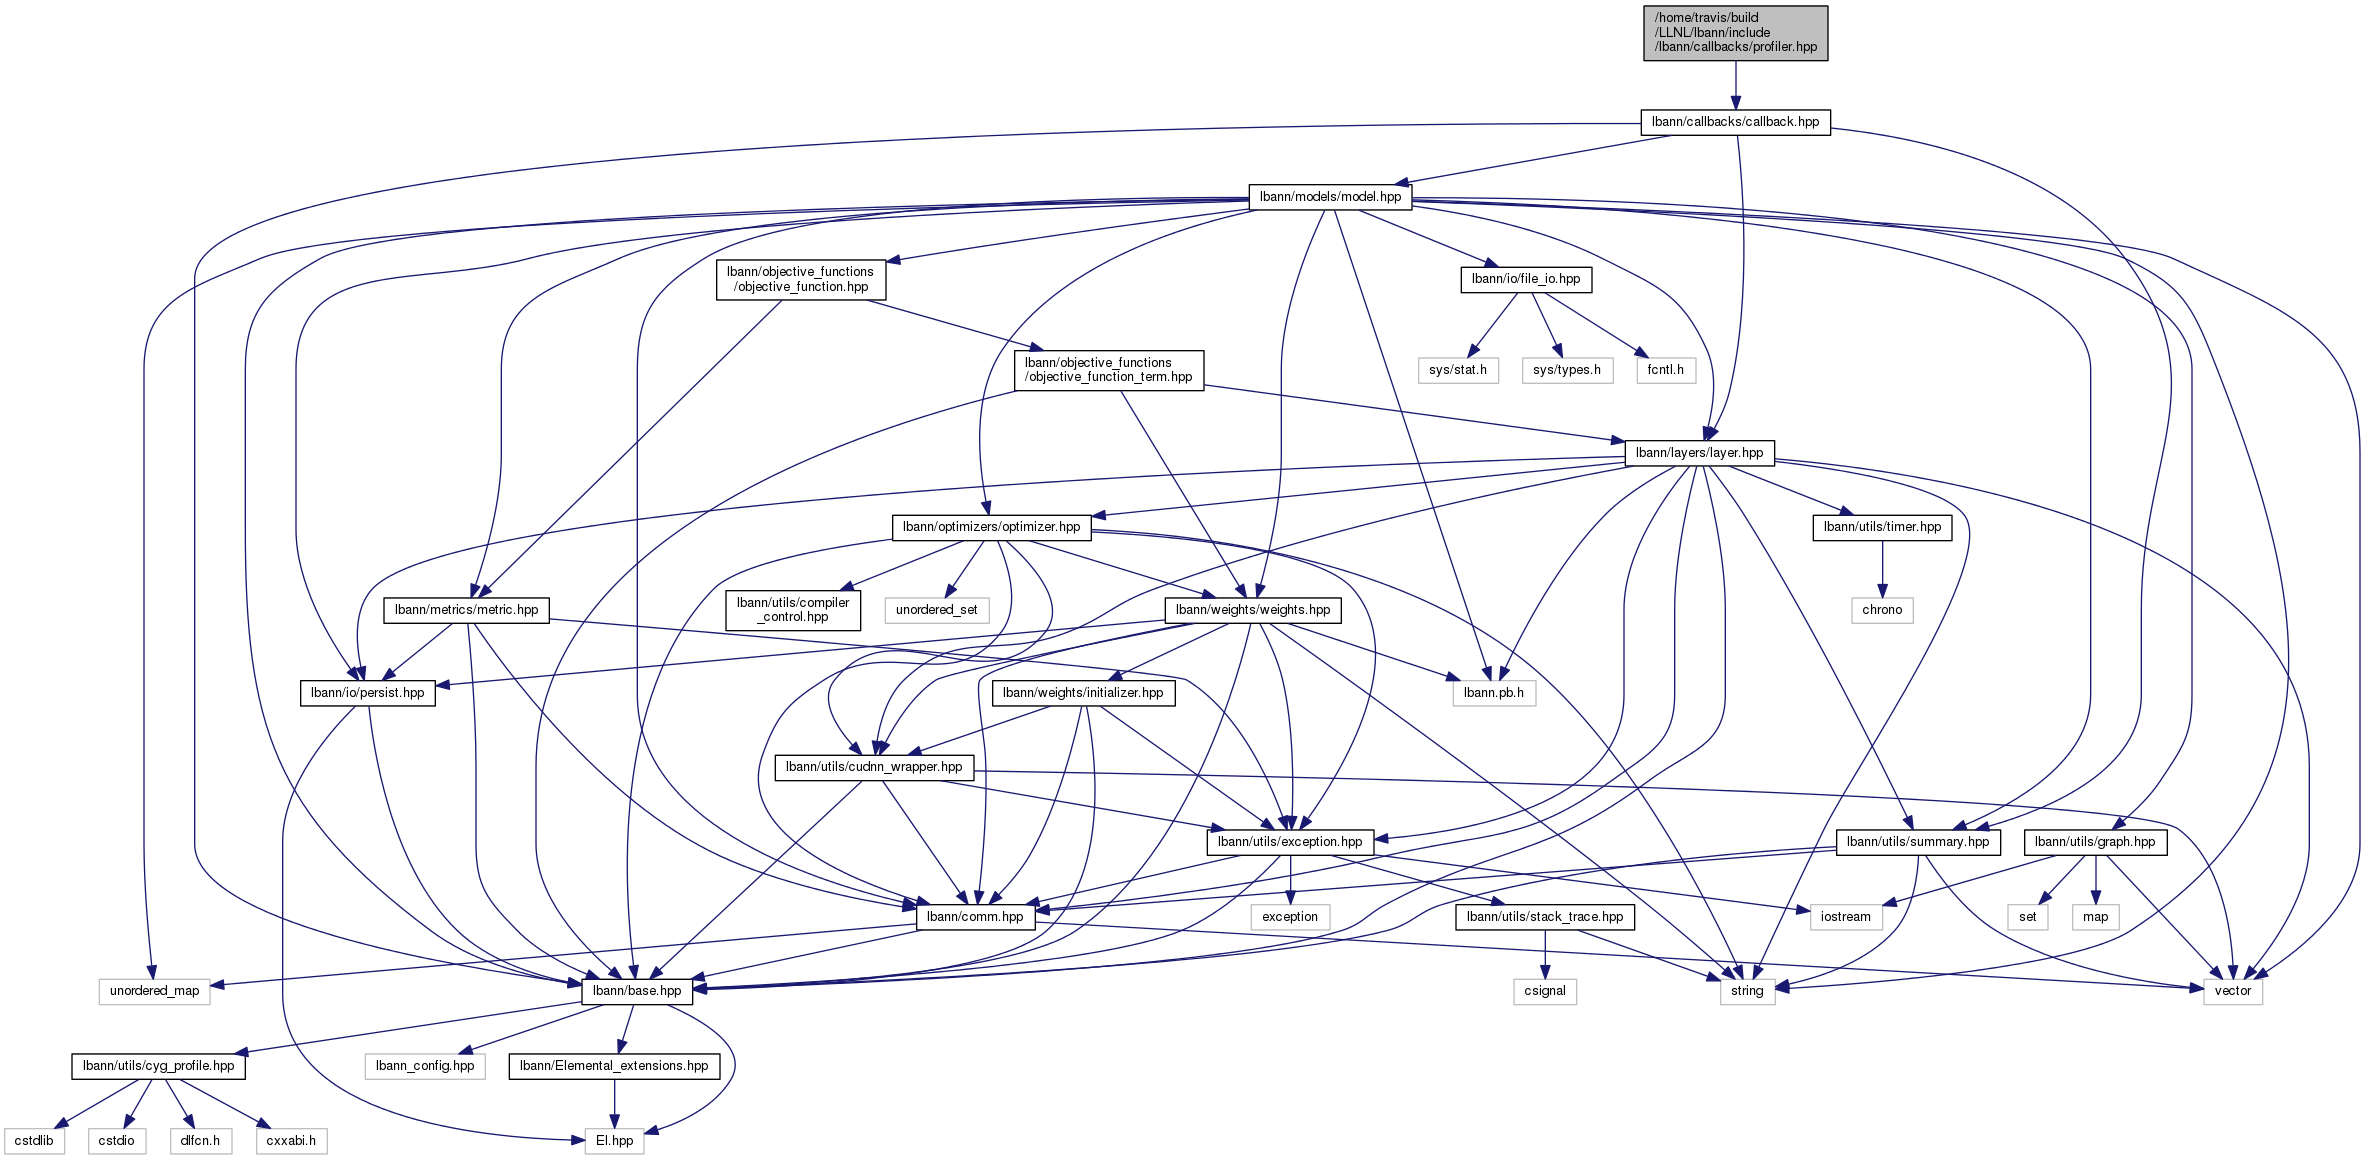 /home/travis/build
/LLNL/lbann/include
/lbann/callbacks/profiler.hpp
lbann/callbacks/callback.hpp
lbann/models/model.hpp
lbann/objective_functions
/objective_function.hpp
lbann/io/file_io.hpp
lbann/objective_functions
/objective_function_term.hpp
sys/stat.h
sys/types.h
fcntl.h
lbann/layers/layer.hpp
lbann/optimizers/optimizer.hpp
lbann/utils/timer.hpp
lbann/metrics/metric.hpp
lbann/utils/compiler
_control.hpp
unordered_set
lbann/weights/weights.hpp
chrono
lbann/io/persist.hpp
lbann/weights/initializer.hpp
lbann.pb.h
lbann/utils/cudnn_wrapper.hpp
lbann/utils/exception.hpp
lbann/utils/summary.hpp
lbann/utils/graph.hpp
lbann/comm.hpp
exception
lbann/utils/stack_trace.hpp
iostream
set
map
unordered_map
lbann/base.hpp
csignal
string
vector
lbann/utils/cyg_profile.hpp
lbann_config.hpp
lbann/Elemental_extensions.hpp
cstdlib
cstdio
dlfcn.h
cxxabi.h
El.hpp